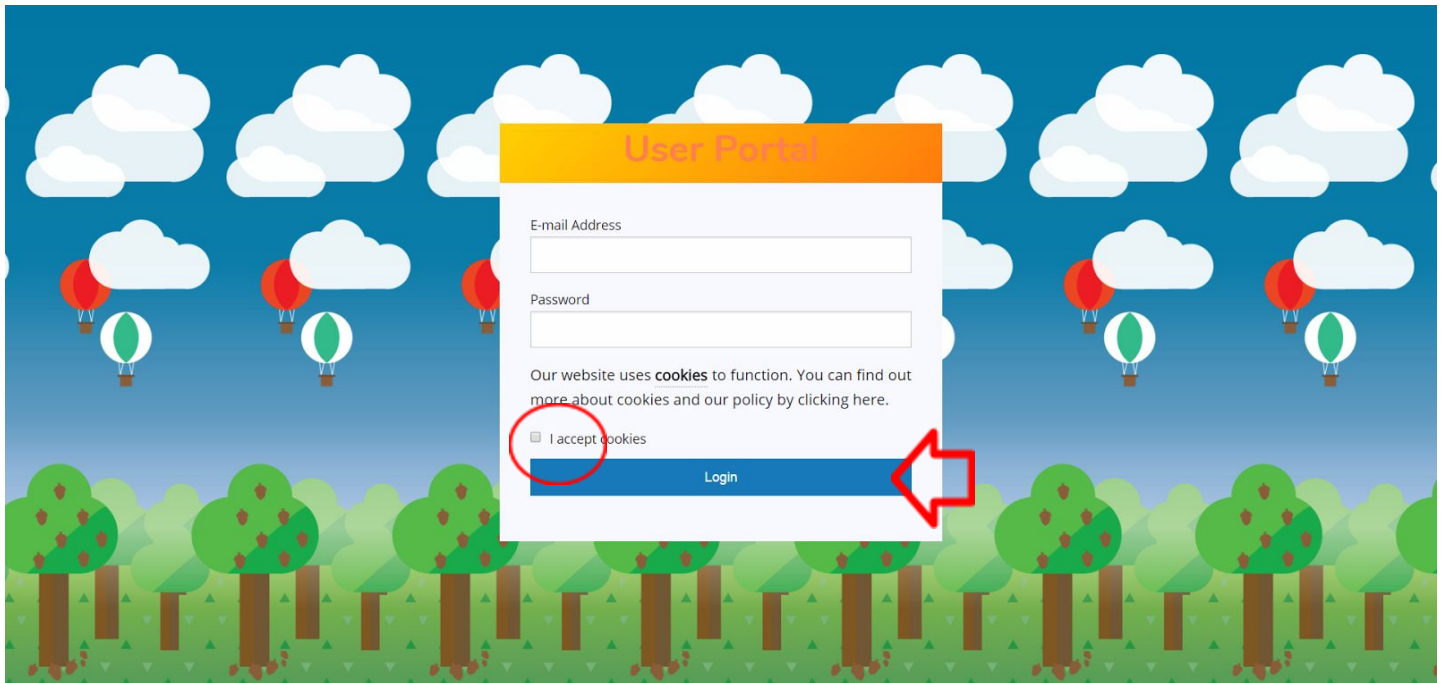 User Portal
E-mail Address
Password
Our website uses cookies to function. You can find out
more about cookies and our policy by clicking here.
I accept cookies
Login